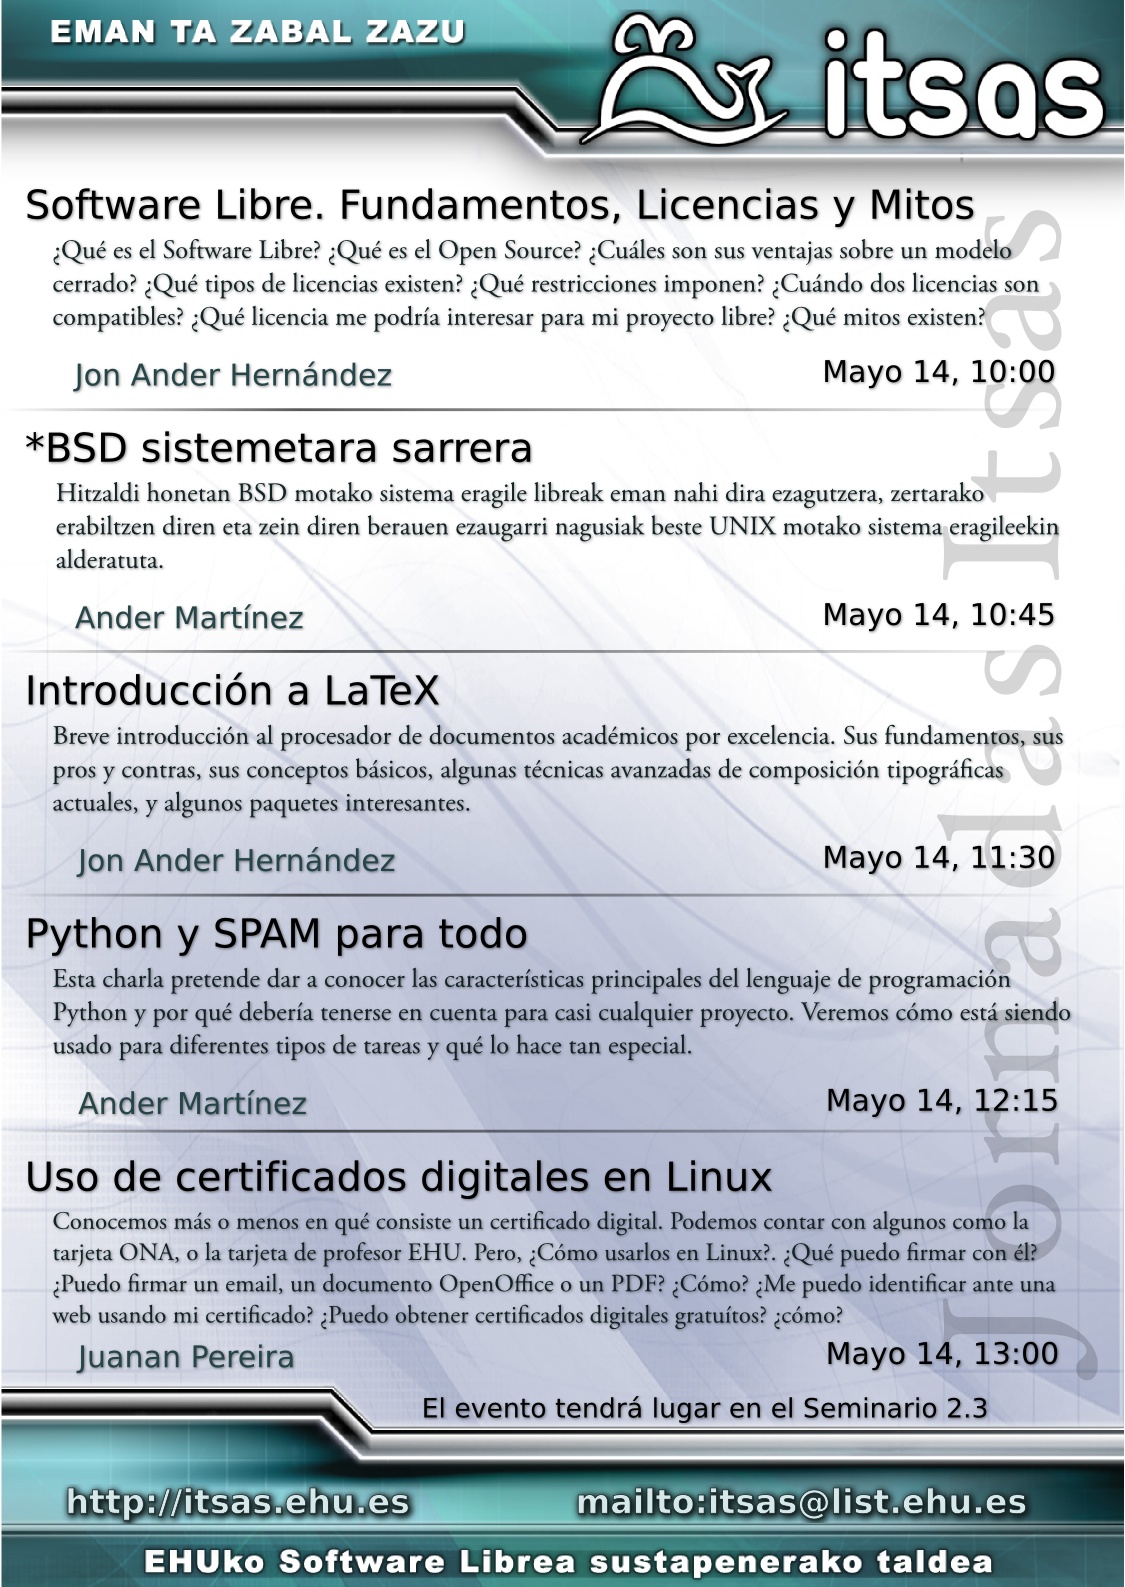 EMAN TA ZABAL ZAZU
itsas
Software Libre. Fundamentos, Licencias y Mitos
¿Qué es el Software Libre? ¿Qué es el Open Source? ¿Cuáles son sus ventajas sobre un modelo
cerrado? ¿Qué tipos de licencias existen? ¿Qué restricciones imponen? ¿Cuándo dos licencias son
compatibles? ¿Qué licencia me podría interesar para mi proyecto libre? ¿Qué mitos existen?
Jon Ander Hernández
Mayo 14, 10:00
*BSD sistemetara sarrera
Hitzaldi honetan BSD motako sistema eragile libreak eman nahi dira ezagutzera, zertarako
erabiltzen diren eta zein diren berauen ezaugarri nagusiak beste UNIX motako sistema eragileekin
alderatuta.
Ander Martínez
Mayo 14, 10:45
Introducción a LaTeX
Breve introducción al procesador de documentos académicos por excelencia. Sus fundamentos, sus
pros y contras, sus conceptos básicos, algunas técnicas avanzadas de composición tipográficas
actuales, y algunos paquetes interesantes.
Jon Ander Hernández
Mayo 14, 11:30
Python y SPAM para todo
Esta charla pretende dar a conocer las características principales del lenguaje de programación
Python y por qué debería tenerse en cuenta para casi cualquier proyecto. Veremos cómo está siendo
usado para diferentes tipos de tareas y qué lo hace tan especial.
Ander Martínez
Mayo 14, 12:15
Uso de certificados digitales en Linux
Conocemos más o menos en qué consiste un certificado digital. Podemos contar con algunos como la
tarjeta ONA, o la tarjeta de profesor EHU. Pero, ¿Cómo usarlos en Linux?. ¿Qué puedo firmar con él?
¿Puedo firmar un email, un documento OpenOffice o un PDF? ¿Cómo? ¿Me puedo identificar ante una
web usando mi certificado? ¿Puedo obtener certificados digitales gratuítos? ¿cómo?
Juanan Pereira
Mayo 14, 13:00
Jornadas Itsas
El evento tendrá lugar en el Seminario 2.3
http://itsas.ehu.es
mailto:itsas@list.ehu.es
EHUko Software Librea sustapenerako taldea